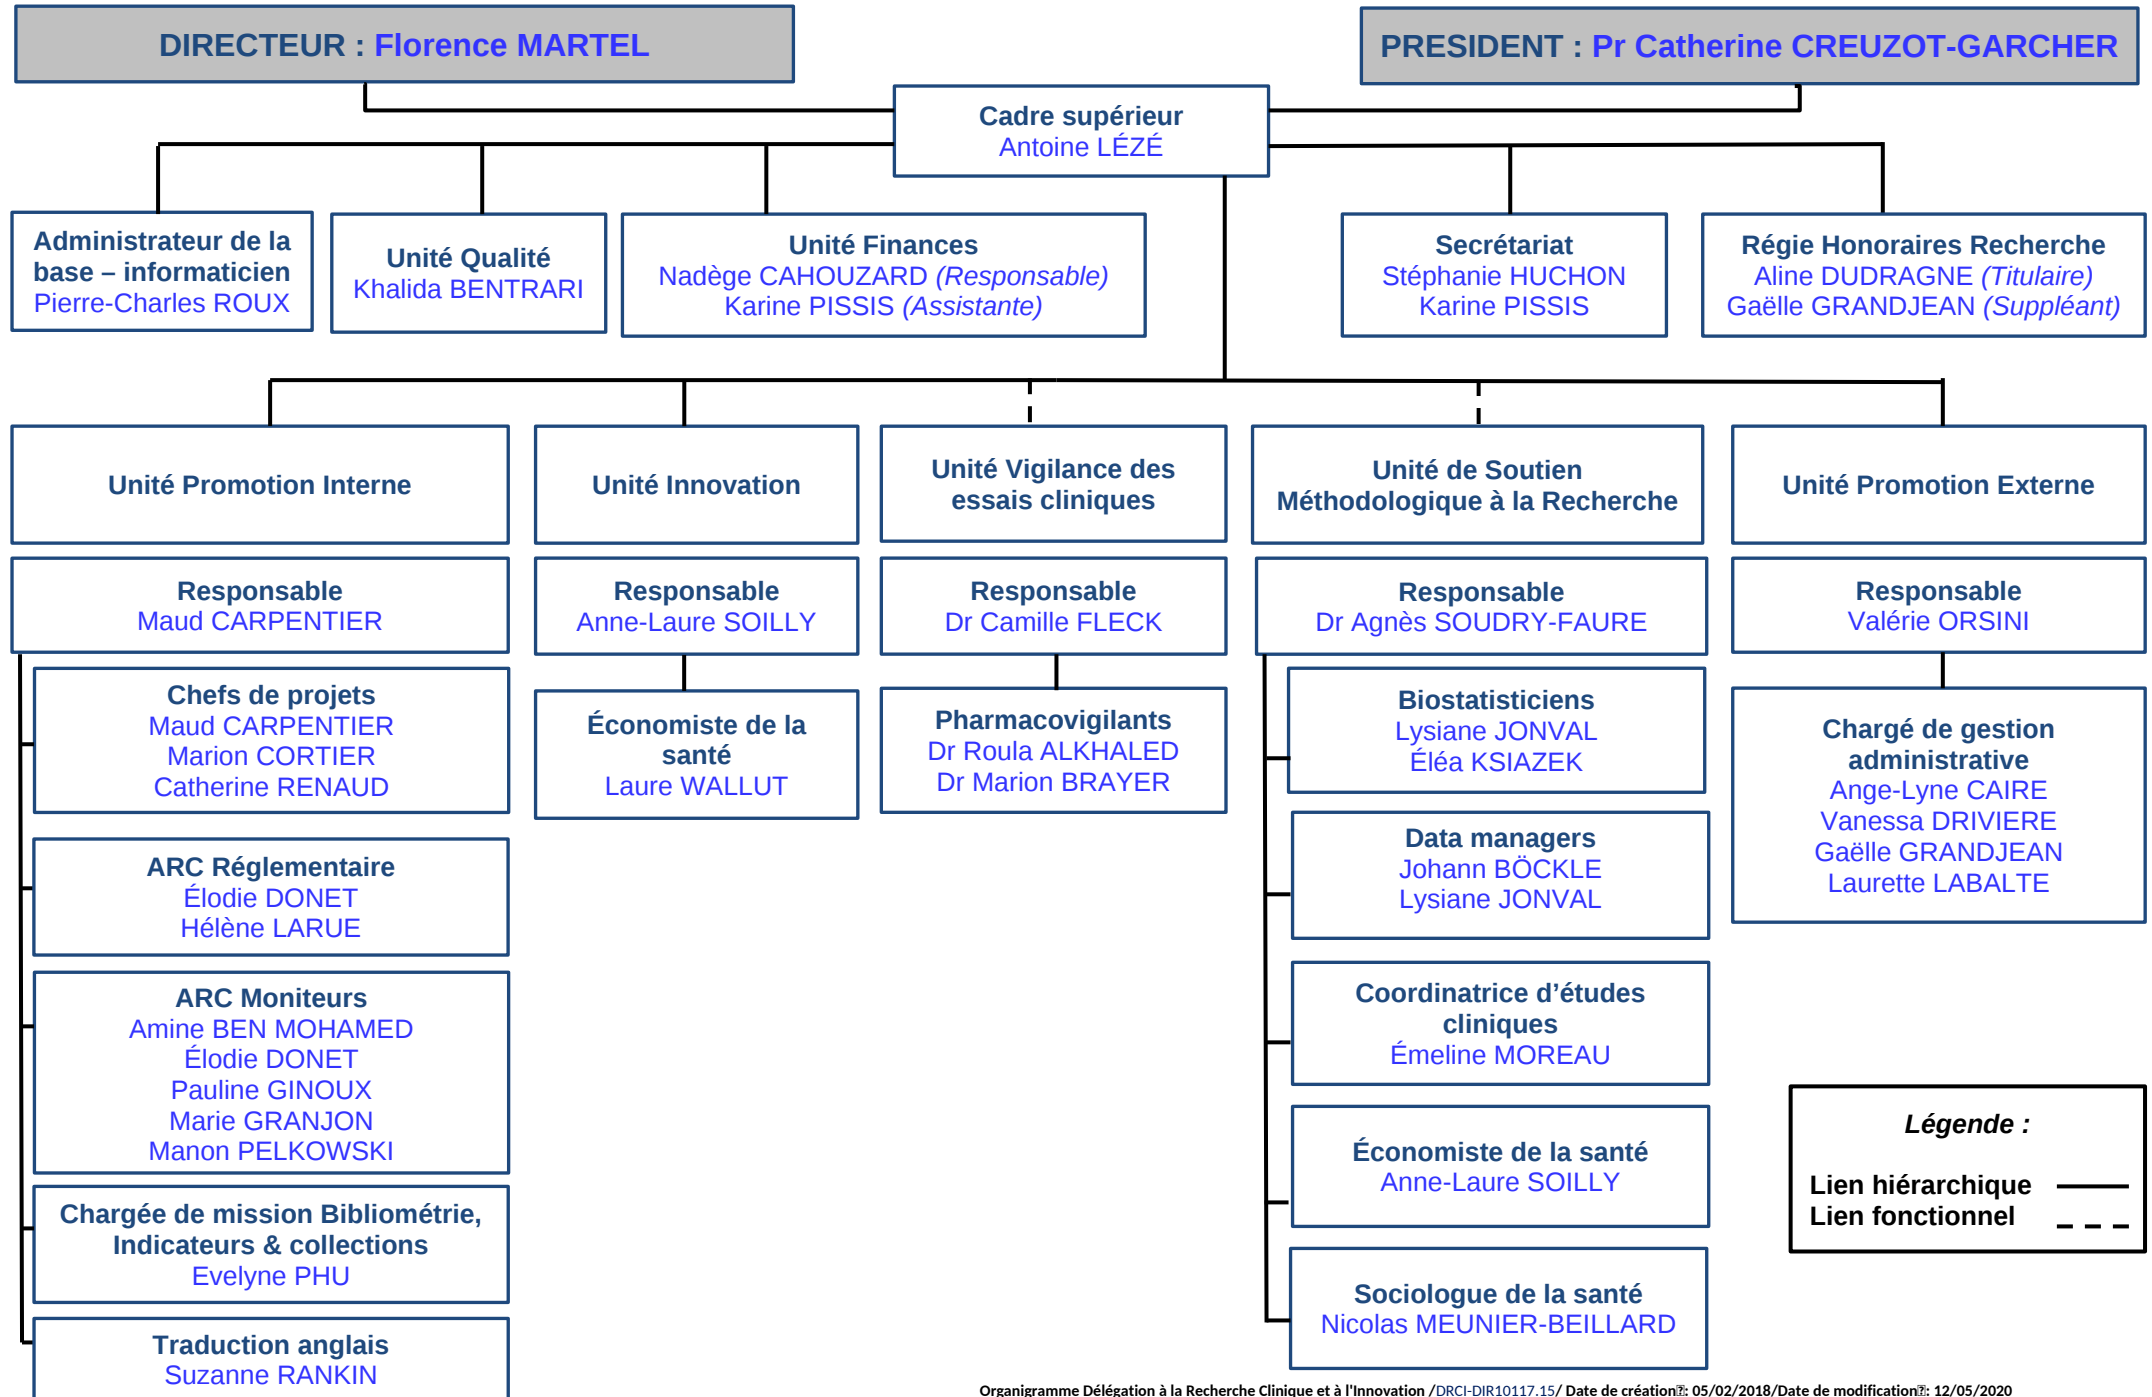 DIRECTEUR : Florence MARTEL
PRESIDENT : Pr Catherine CREUZOT-GARCHER
Cadre supérieur
Antoine LÉZÉ
Administrateur de la
base – informaticien
Pierre-Charles ROUX
Unité Qualité
Khalida BENTRARI
Unité Finances
Nadège CAHOUZARD (Responsable)
Karine PISSIS (Assistante)
Secrétariat
Stéphanie HUCHON
Karine PISSIS
Régie Honoraires Recherche
Aline DUDRAGNE (Titulaire)
Gaëlle GRANDJEAN (Suppléant)
Unité Promotion Interne
Responsable
Maud CARPENTIER
Chefs de projets
Maud CARPENTIER
Marion CORTIER
Catherine RENAUD
ARC Réglementaire
Élodie DONET
Hélène LARUE
ARC Moniteurs
Amine BEN MOHAMED
Élodie DONET
Pauline GINOUX
Marie GRANJON
Manon PELKOWSKI
Chargée de mission Bibliométrie,
Indicateurs & collections
Evelyne PHU
Traduction anglais
Suzanne RANKIN
Unité Innovation
Responsable
Anne-Laure SOILLY
Économiste de la
santé
Laure WALLUT
Unité Vigilance des
essais cliniques
Responsable
Dr Camille FLECK
Pharmacovigilants
Dr Roula ALKHALED
Dr Marion BRAYER
Unité de Soutien
Méthodologique à la Recherche
Responsable
Dr Agnès SOUDRY-FAURE
Biostatisticiens
Lysiane JONVAL
Éléa KSIAZEK
Data managers
Johann BÖCKLE
Lysiane JONVAL
Coordinatrice d’études
cliniques
Émeline MOREAU
Économiste de la santé
Anne-Laure SOILLY
Sociologue de la santé
Nicolas MEUNIER-BEILLARD
Unité Promotion Externe
Responsable
Valérie ORSINI
Chargé de gestion
administrative
Ange-Lyne CAIRE
Vanessa DRIVIERE
Gaëlle GRANDJEAN
Laurette LABALTE
Légende :
Lien hiérarchique
Lien fonctionnel
Organigramme Délégation à la Recherche Clinique et à l'Innovation /DRCI-DIR10117.15/ Date de création : 05/02/2018/Date de modification : 12/05/2020